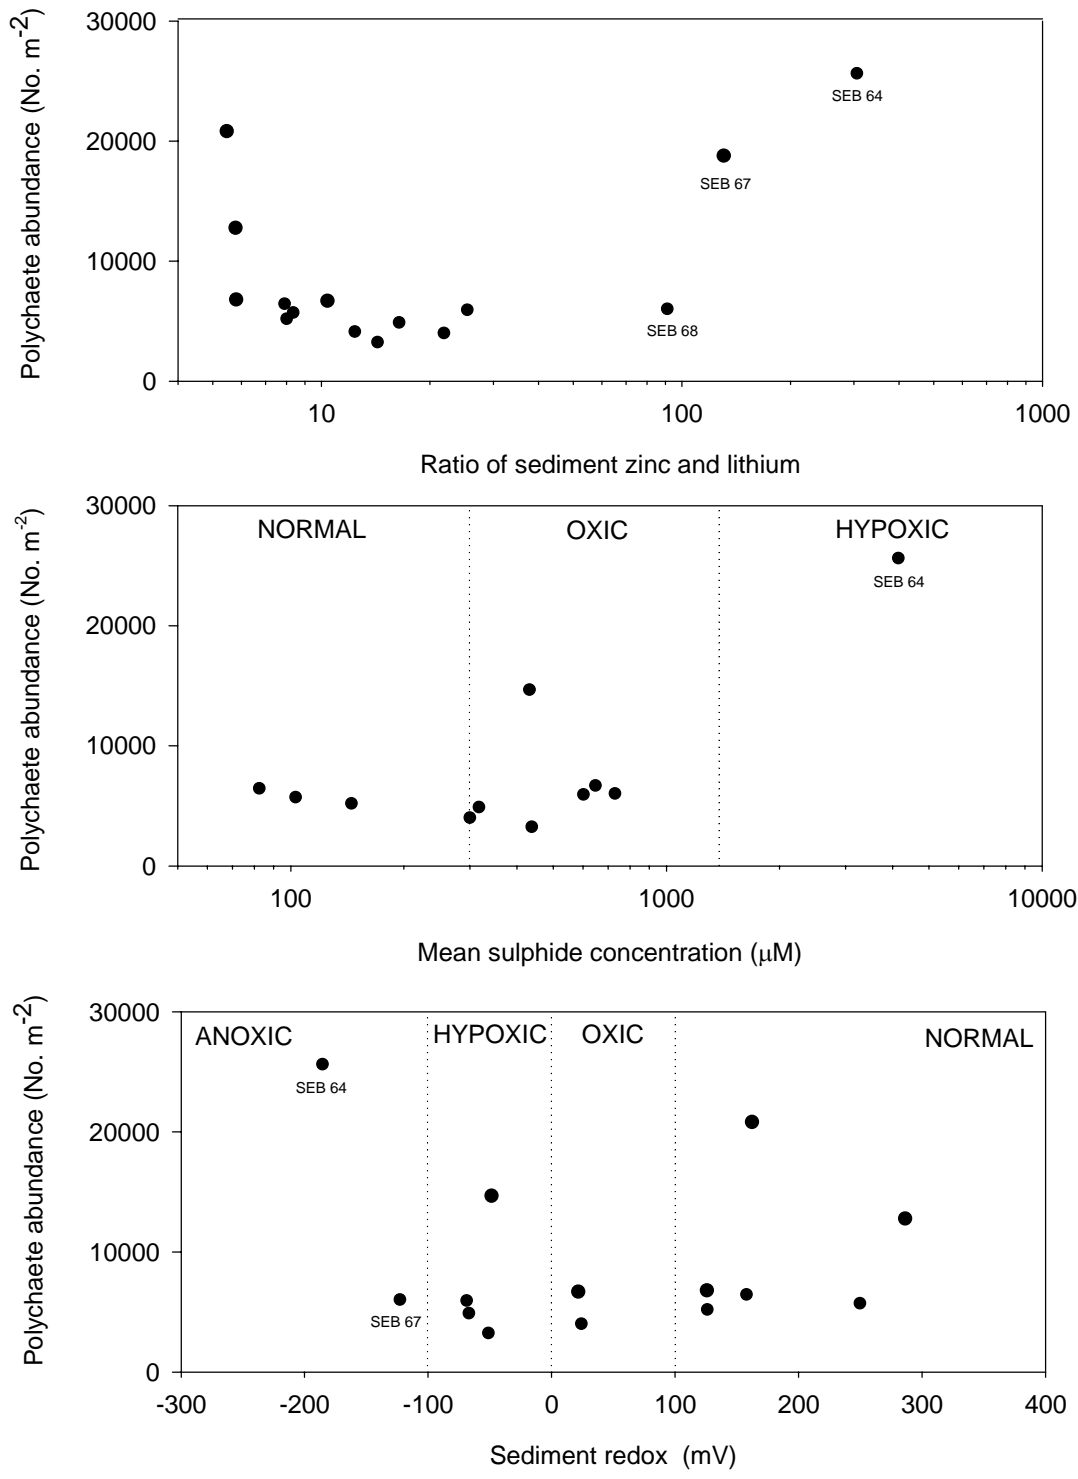 Polychaete abundance (No. m-2)
30000
20000
10000
0
SEB 64
SEB 67
SEB 68
10 100 1000
Ratio of sediment zinc and lithium
Polychaete abundance (No. m-2)
30000
20000
10000
0
NORMAL OXIC HYPOXIC
SEB 64
100 1000 10000
Mean sulphide concentration (μM)
Polychaete abundance (No. m-2)
30000
20000
10000
0
ANOXIC HYPOXIC OXIC NORMAL
SEB 64
SEB 67
-300 -200 -100 0 100 200 300 400
Sediment redox (mV)